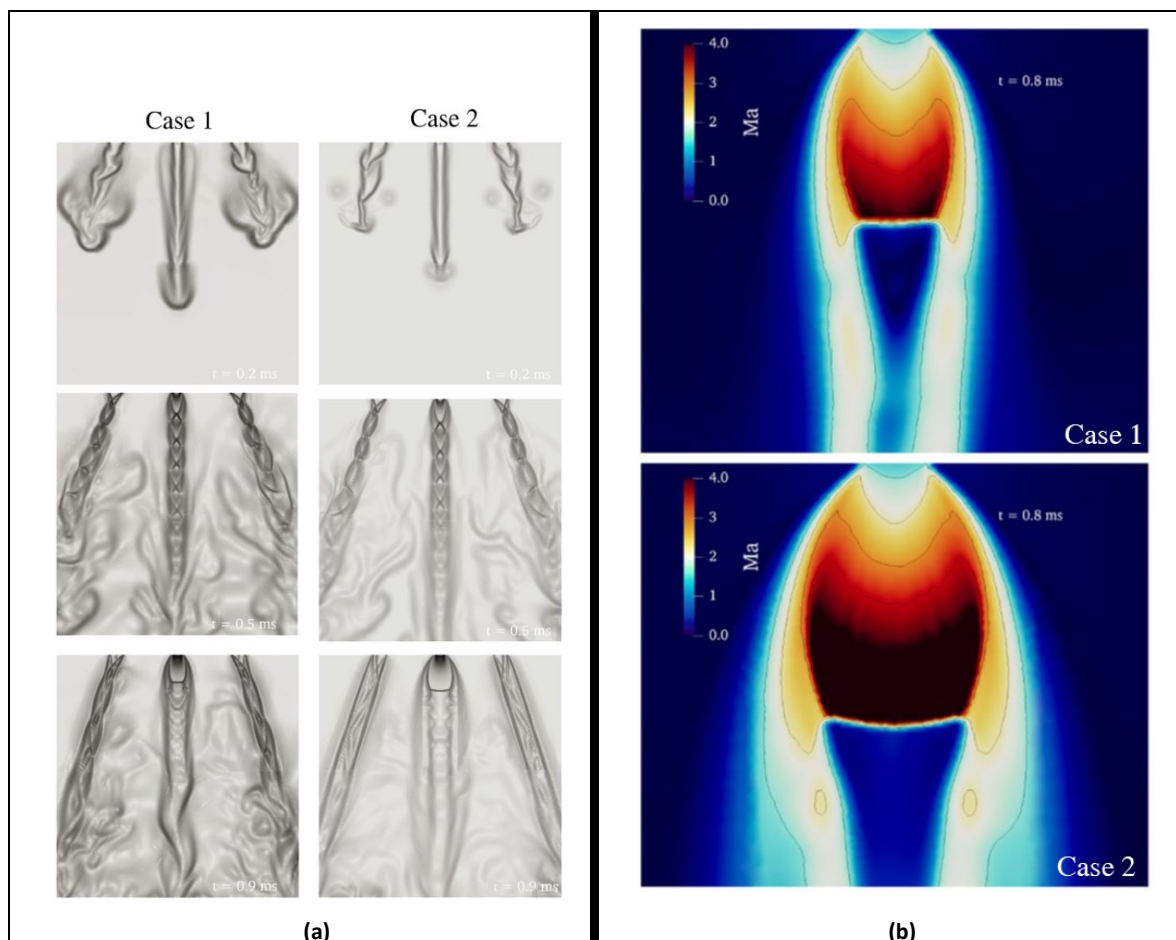 Case 1
Case 2
t = 0.2 ms
t = 0.2 ms
t = 0.5 ms
t = 0.5 ms
t = 0.9 ms
t = 0.9 ms
(a)
4.0
3
2
1
0.0
Ma
t = 0.8 ms
Case 1
4.0
3
2
1
0.0
Ma
t = 0.8 ms
Case 2
(b)